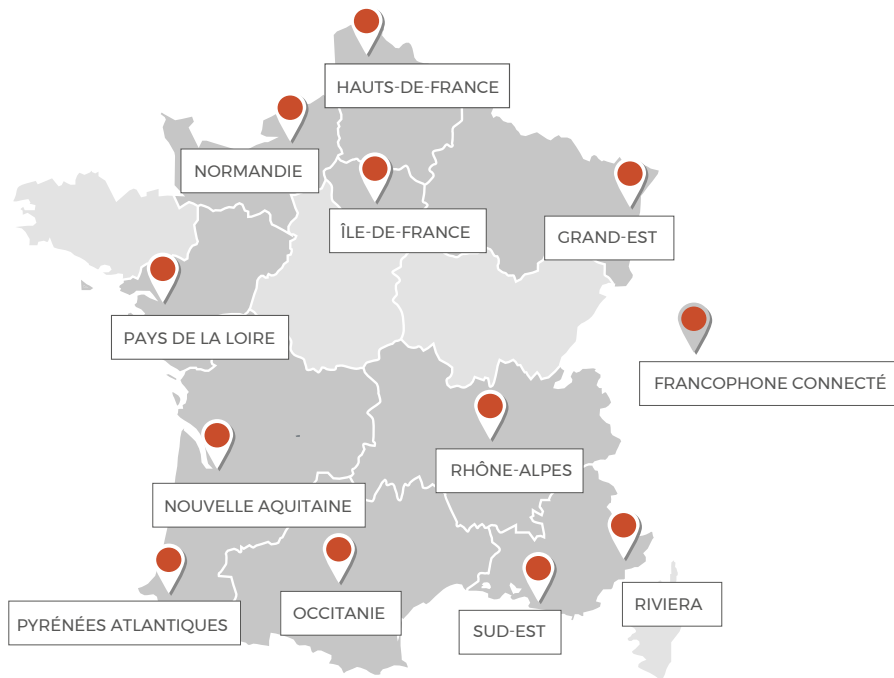 HAUTS-DE-FRANCE
NORMANDIE
ÎLE-DE-FRANCE
GRAND-EST
PAYS DE LA LOIRE
FRANCOPHONE CONNECTÉ
RHÔNE-ALPES
NOUVELLE AQUITAINE
PYRÉNÉES ATLANTIQUES
OCCITANIE
SUD-EST
RIVIERA